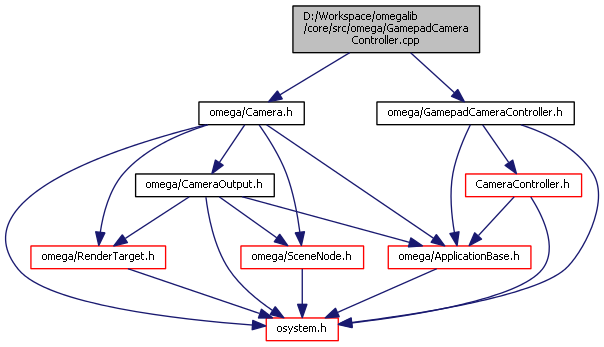 D:/Workspace/omegalib
/core/src/omega/GamepadCamera
Controller.cpp
omega/Camera.h
omega/GamepadCameraController.h
omega/CameraOutput.h
CameraController.h
omega/RenderTarget.h
omega/SceneNode.h
omega/ApplicationBase.h
osystem.h